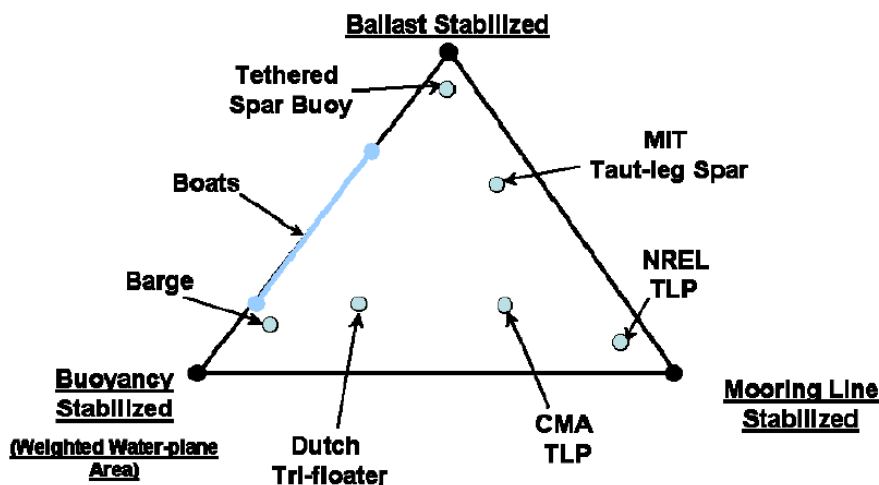 Ballast Stabilized
Tethered
Spar Buoy
MIT
Taut-leg Spar
Boats
NREL
TLP
Barge
Buoyancy
Stabilized
(Weighted Water-plane
Area)
Dutch
Tri-floater
CMA
TLP
Mooring Line
Stabilized